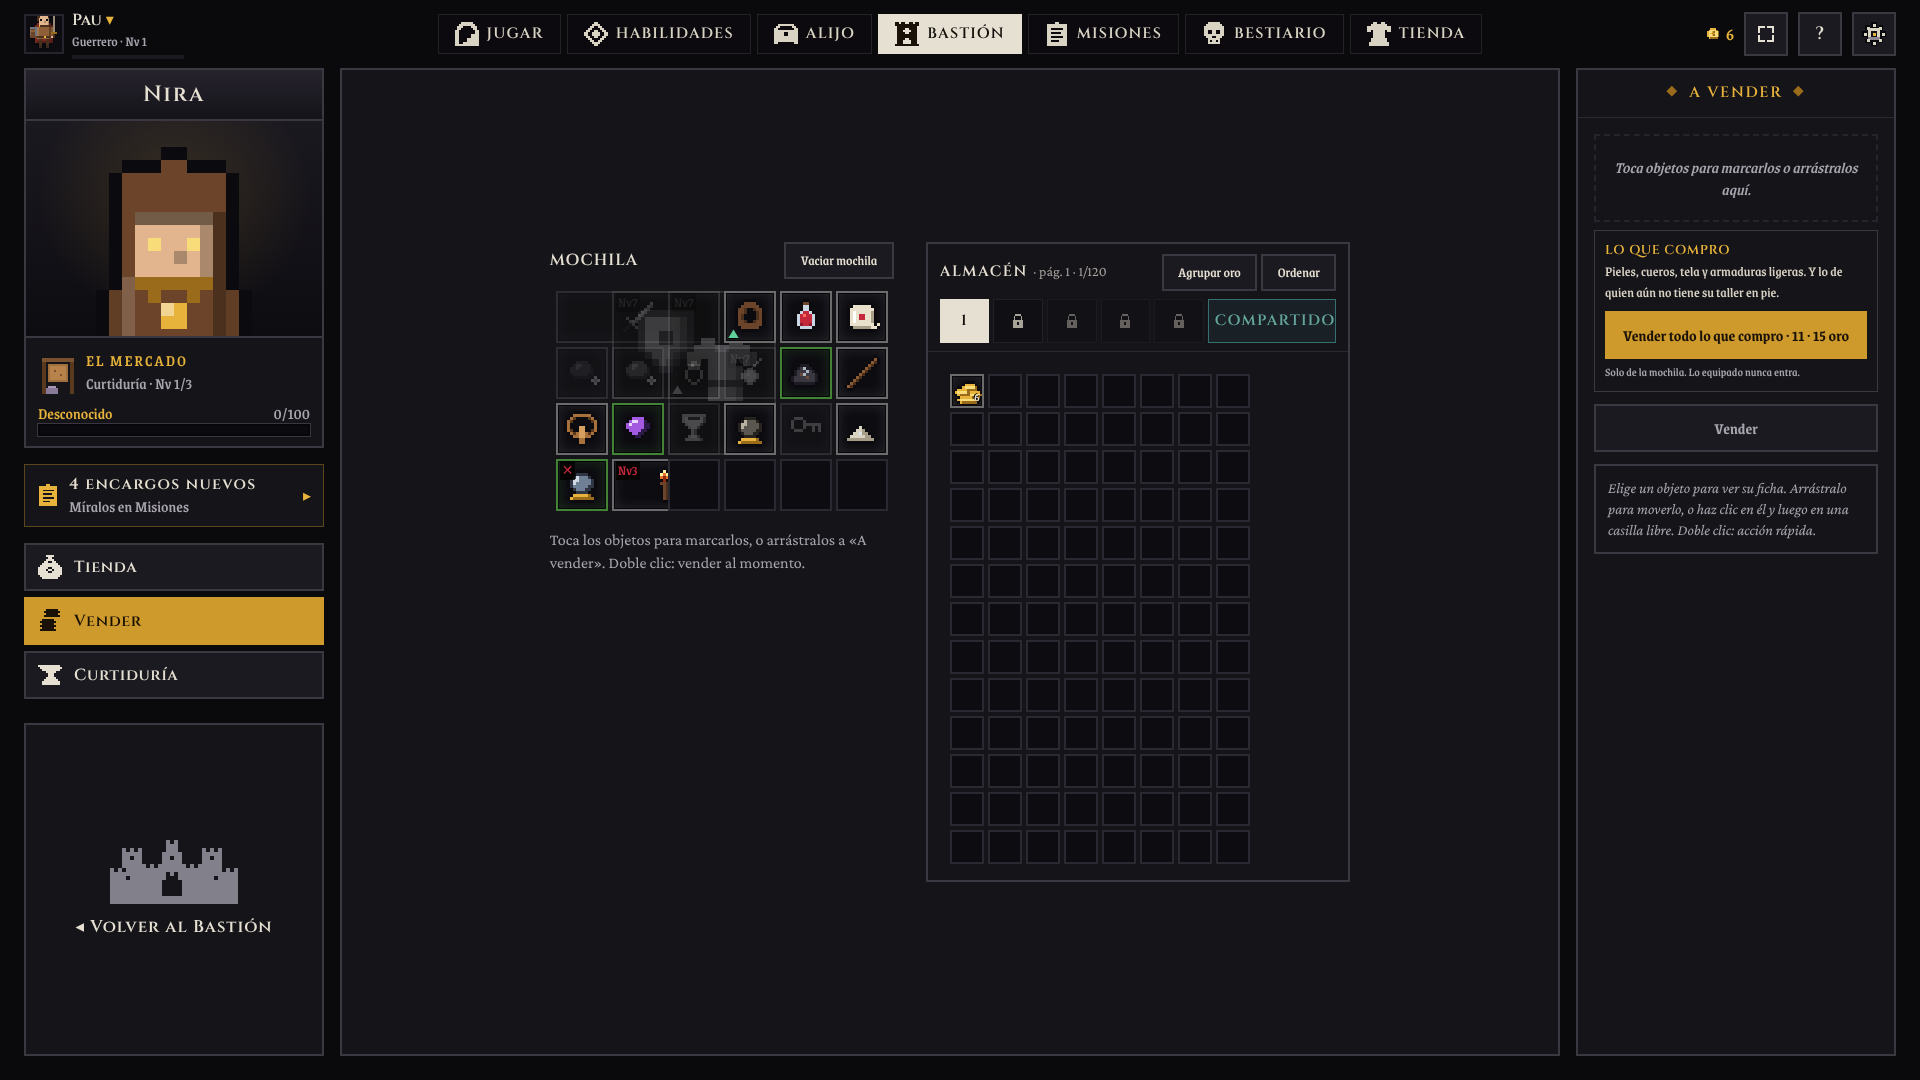 Pau ▾
Guerrero · Nv 1
JUGAR
HABILIDADES
ALIJO
BASTIÓN
MISIONES
BESTIARIO
TIENDA
6
?
Nira
EL MERCADO
Curtiduría · Nv 1/3
Desconocido 0/100
4 ENCARGOS NUEVOS
Míralos en Misiones
TIENDA
VENDER
CURTIDURÍA
◂ VOLVER AL BASTIÓN
MOCHILA
Vaciar mochila
Nv7 Nv7
Nv?
Nv3
Toca los objetos para marcarlos, o arrástralos a «A
vender». Doble clic: vender al momento.
ALMACÉN · pág. 1 · 1/120
Agrupar oro
Ordenar
1
COMPARTIDO
6
◆ A VENDER ◆
Toca objetos para marcarlos o arrástralos
aquí.
LO QUE COMPRO
Pieles, cueros, tela y armaduras ligeras. Y lo de
quien aún no tiene su taller en pie.
Vender todo lo que compro · 11 · 15 oro
Solo de la mochila. Lo equipado nunca entra.
Vender
Elige un objeto para ver su ficha. Arrástralo
para moverlo, o haz clic en él y luego en una
casilla libre. Doble clic: acción rápida.